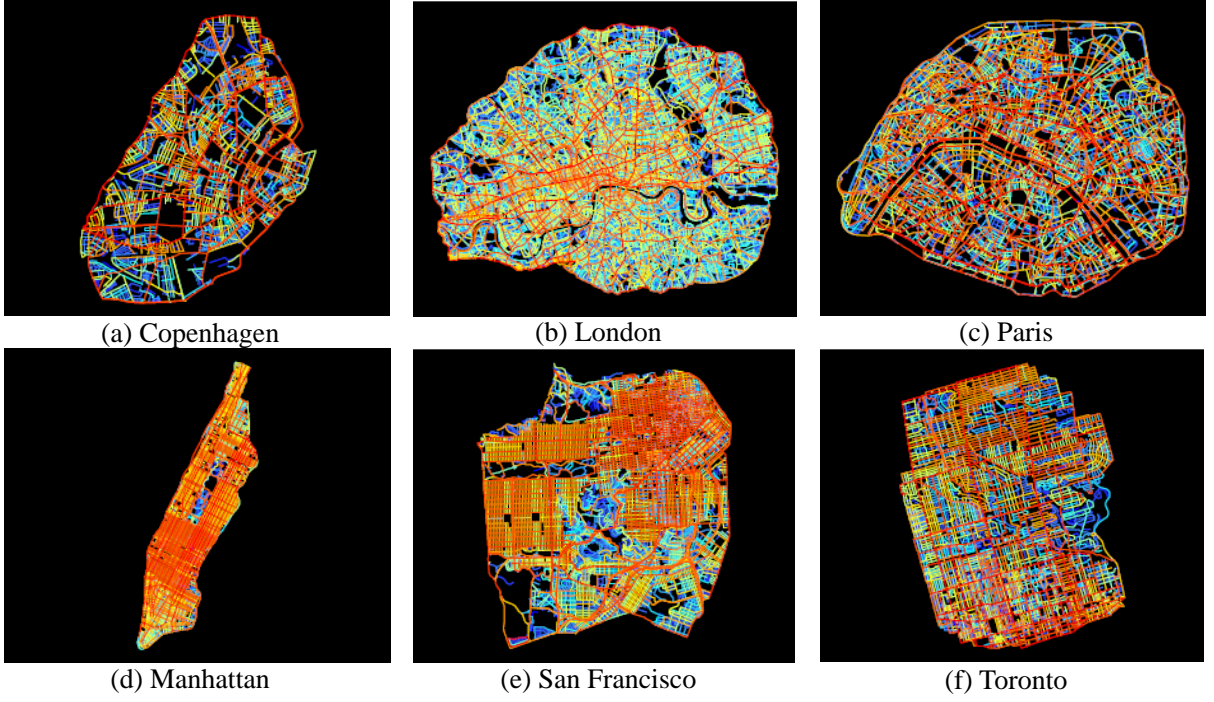 (a) Copenhagen
(b) London
(c) Paris
(d) Manhattan
(e) San Francisco
(f) Toronto